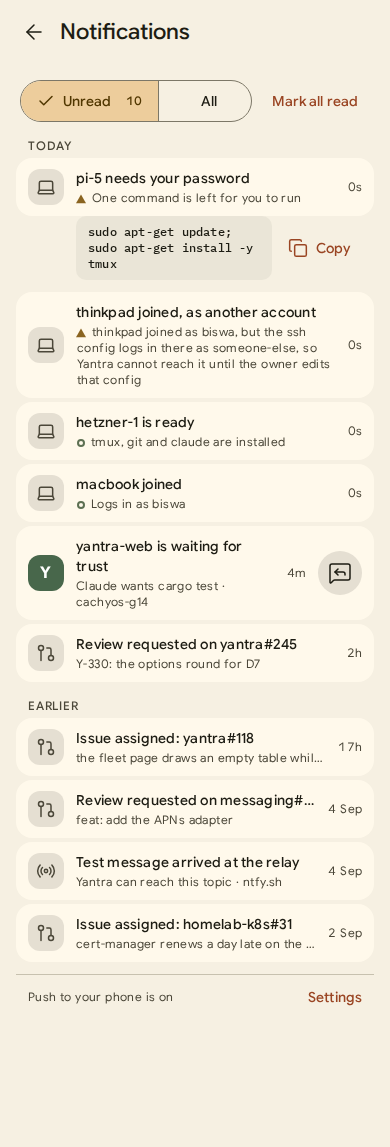 Notifications
Unread 10
All
Mark all read
TODAY
pi-5 needs your password
One command is left for you to run
0s
sudo apt-get update;
sudo apt-get install -y
tmux
Copy
thinkpad joined, as another account
thinkpad joined as biswa, but the ssh
config logs in there as someone-else, so
Yantra cannot reach it until the owner edits
that config
0s
hetzner-1 is ready
tmux, git and claude are installed
0s
macbook joined
Logs in as biswa
0s
Y
yantra-web is waiting for
trust
Claude wants cargo test ·
cachyos-g14
4m
Review requested on yantra#245
Y-330: the options round for D7
2h
EARLIER
Issue assigned: yantra#118
the fleet page draws an empty table whil...
17h
Review requested on messaging#...
feat: add the APNs adapter
4 Sep
Test message arrived at the relay
Yantra can reach this topic · ntfy.sh
4 Sep
Issue assigned: homelab-k8s#31
cert-manager renews a day late on the ...
2 Sep
Push to your phone is on
Settings